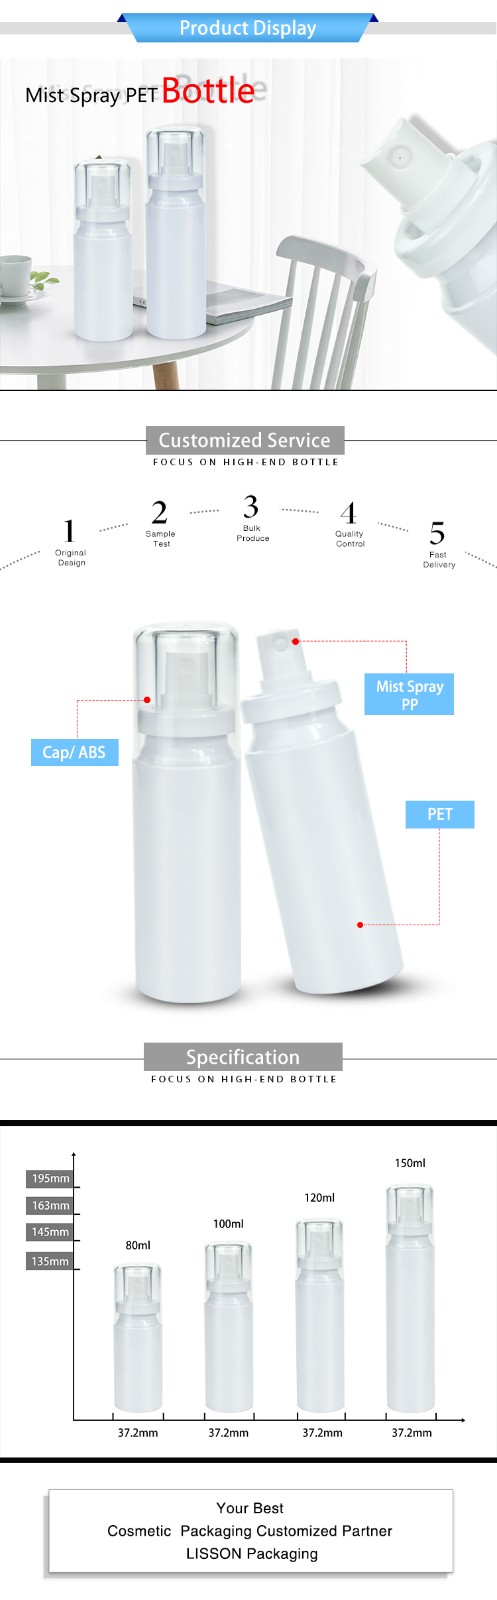 Product Display
Mist Spray PET Bottle
Customized Service
FOCUS ON HIGH-END BOTTLE
1
Original
Design
2
Sample
Test
3
Bulk
Produce
4
Quality
Control
5
Fast
Delivery
Mist Spray
PP
Cap/ ABS
PET
Specification
FOCUS ON HIGH-END BOTTLE
195mm
163mm
145mm
135mm
80ml
100ml
120ml
150ml
37.2mm
37.2mm
37.2mm
37.2mm
Your Best
Cosmetic Packaging Customized Partner
LISSON Packaging